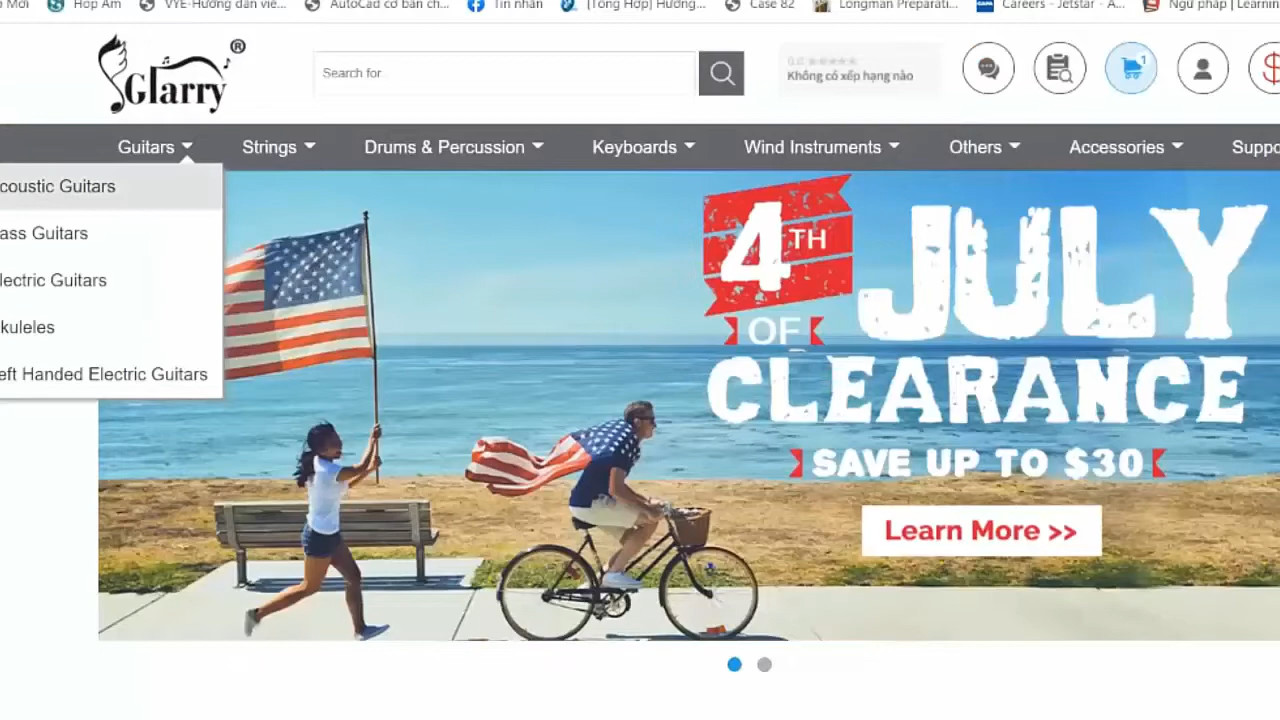 Hợp Âm
VYE-Hướng dẫn viê...
AutoCad cơ bản ch...
Tin nhắn
[Tổng Hợp] Hướng...
Case 82
Longman Preparati...
Careers - Jetstar - A...
Ngữ pháp | Learnin
Glarry ®
Search for
0.0 ★★★★★
Không có xếp hạng nào
1
$
Guitars Strings Drums & Percussion Keyboards Wind Instruments Others Accessories Suppo
coustic Guitars
ass Guitars
lectric Guitars
kuleles
eft Handed Electric Guitars
4TH
OF
JULY
CLEARANCE
SAVE UP TO $30
Learn More >>